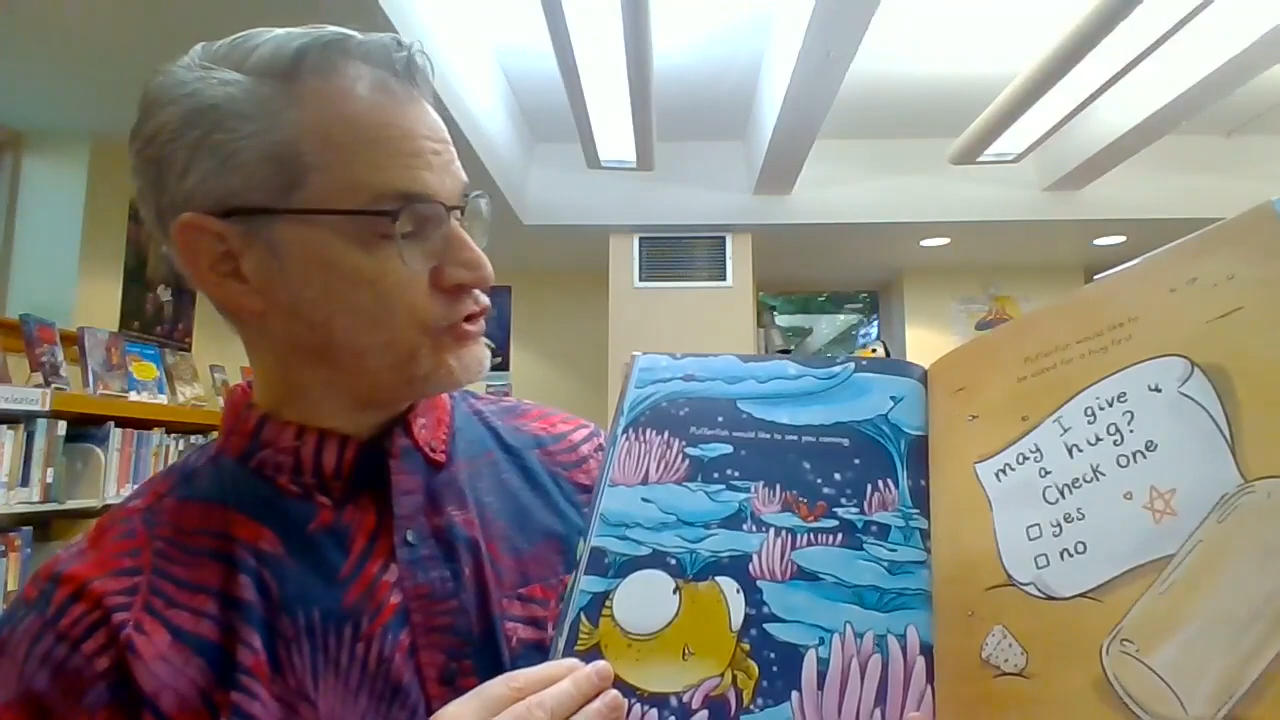 releases
Pufferfish would like to see you coming.
Pufferfish would like to
be asked for a hug first.
may I give
a hug?
Check one
yes
no